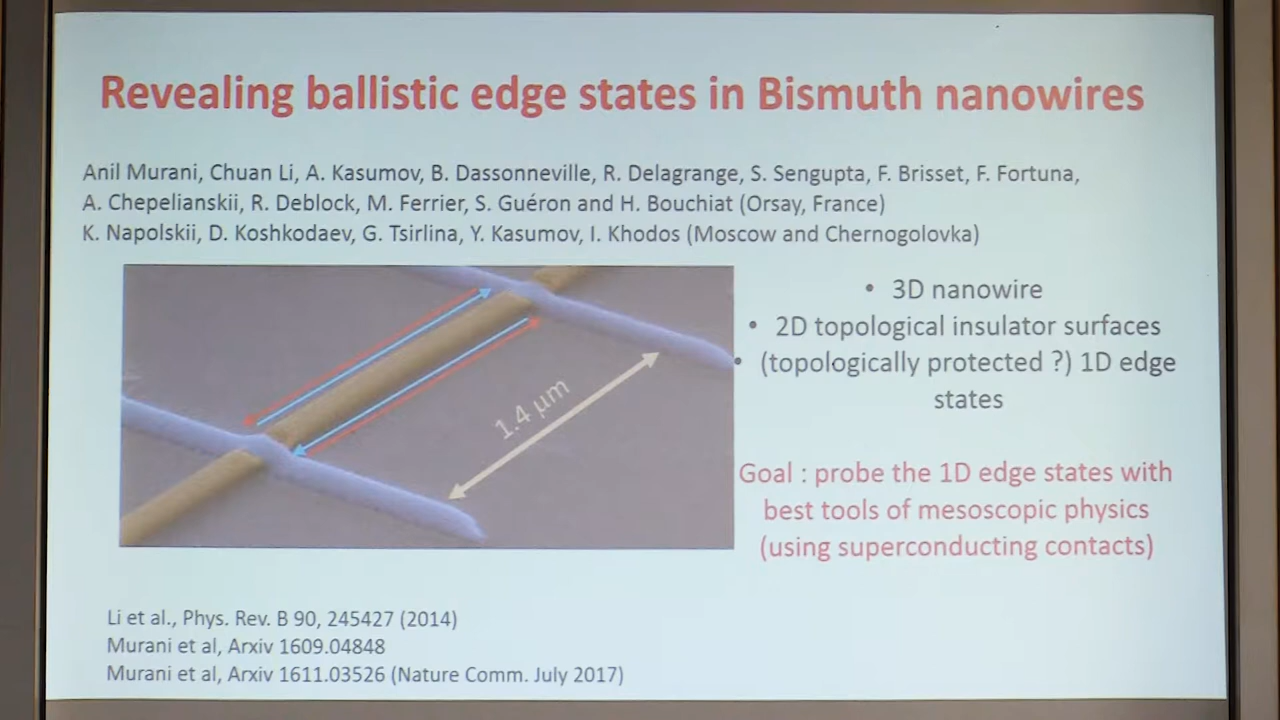 Revealing ballistic edge states in Bismuth nanowires
Anil Murani, Chuan Li, A. Kasumov, B. Dassonneville, R. Delagrange, S. Sengupta, F. Brisset, F. Fortuna,
A. Chepelianskii, R. Deblock, M. Ferrier, S. Guéron and H. Bouchiat (Orsay, France)
K. Napolskii, D. Koshkodaev, G. Tsirlina, Y. Kasumov, I. Khodos (Moscow and Chernogolovka)
1.4 µm
• 3D nanowire
• 2D topological insulator surfaces
• (topologically protected ?) 1D edge
states
Goal : probe the 1D edge states with
best tools of mesoscopic physics
(using superconducting contacts)
Li et al., Phys. Rev. B 90, 245427 (2014)
Murani et al, Arxiv 1609.04848
Murani et al, Arxiv 1611.03526 (Nature Comm. July 2017)